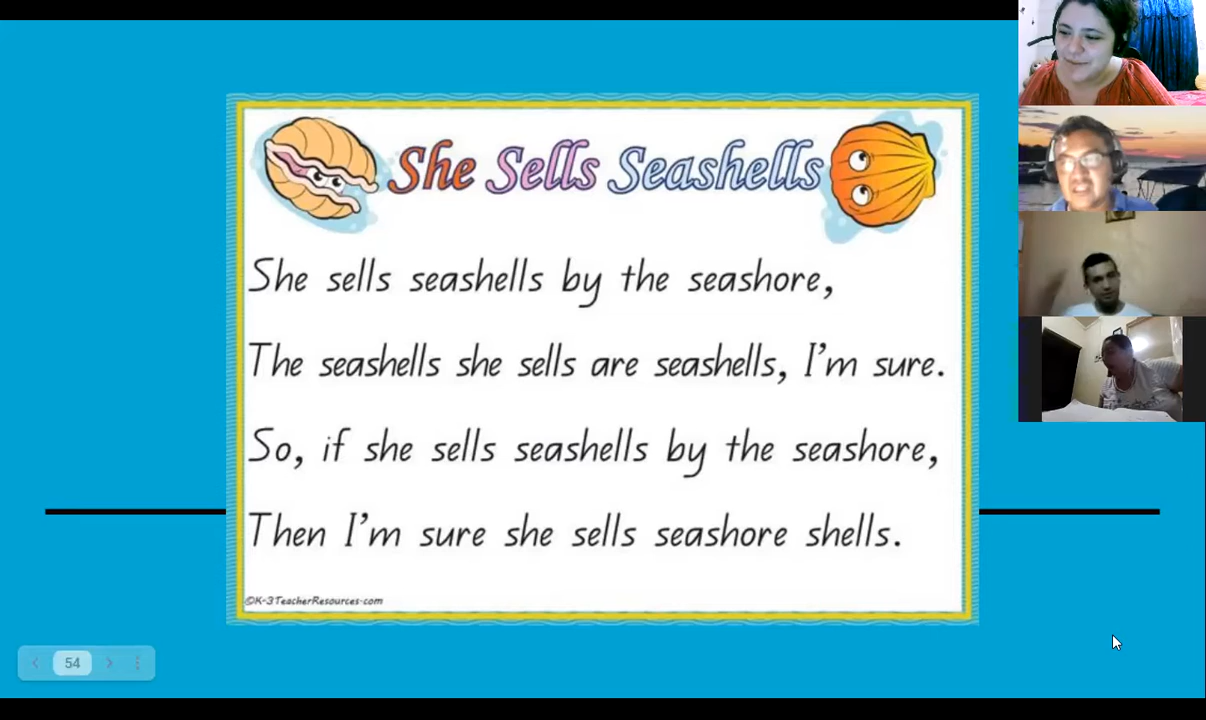 She Sells Seashells
She sells seashells by the seashore,
The seashells she sells are seashells, I'm sure.
So, if she sells seashells by the seashore,
Then I'm sure she sells seashore shells.
©K-3TeacherResources.com
54